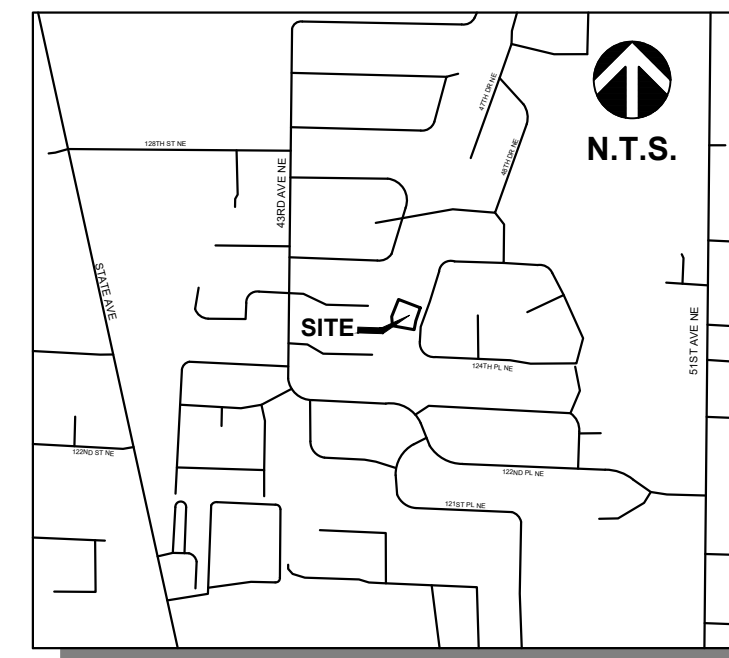 47TH DR NE
N.T.S.
128TH ST NE
48TH DR NE
43RD AVE NE
STATE AVE
SITE
51ST AVE NE
124TH PL NE
122ND ST NE
122ND PL NE
121ST PL NE